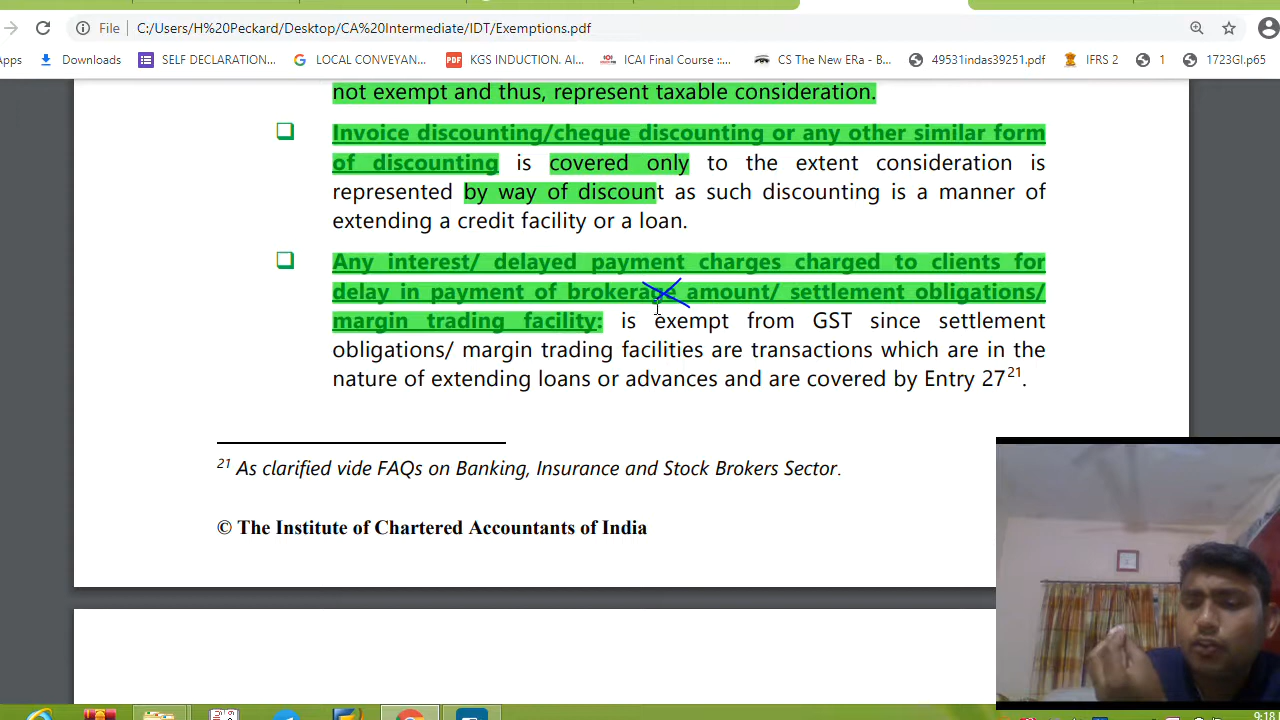 File C:/Users/H%20Peckard/Desktop/CA%20Intermediate/IDT/Exemptions.pdf
Apps Downloads SELF DECLARATION... LOCAL CONVEYAN... PDF KGS INDUCTION. Al... ICAI Final Course ::... CS The New ERa - B... 49531indas39251.pdf IFRS 2 1 1723GI.p65
not exempt and thus, represent taxable consideration.
Invoice discounting/cheque discounting or any other similar form
of discounting is covered only to the extent consideration is
represented by way of discount as such discounting is a manner of
extending a credit facility or a loan.
Any interest/ delayed payment charges charged to clients for
delay in payment of brokerage amount/ settlement obligations/
margin trading facility: is exempt from GST since settlement
obligations/ margin trading facilities are transactions which are in the
nature of extending loans or advances and are covered by Entry 27²¹.
²¹ As clarified vide FAQs on Banking, Insurance and Stock Brokers Sector.
© The Institute of Chartered Accountants of India
9:18